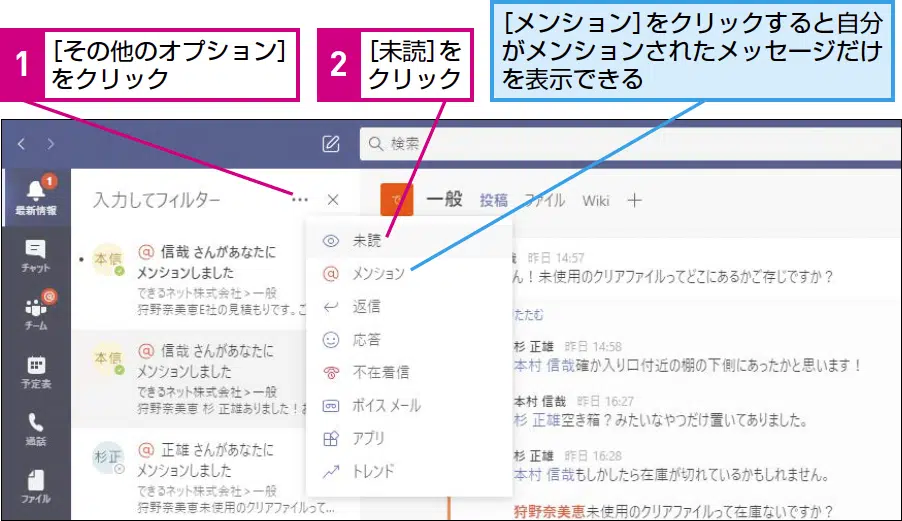 1 [その他のオプション]
をクリック
2 [未読]を
クリック
[メンション]をクリックすると自分
がメンションされたメッセージだけ
を表示できる
検索
最新情報 1
チャット
チーム
予定表
通話
ファイル
入力してフィルター
本信 @ 信哉 さんがあなたに
メンションしました
できるネット株式会社 > 一般
狩野奈美恵E社の見積もりです。ご
本信 @ 信哉 さんがあなたに
メンションしました
できるネット株式会社 > 一般
狩野奈美恵 杉 正雄ありました！お
杉正 @ 正雄 さんがあなたに
メンションしました
できるネット株式会社 > 一般
狩野奈美恵未使用のクリアファイルって...
未読
メンション
返信
応答
不在着信
ボイス メール
アプリ
トレンド
一般 投稿 ファイル Wiki
昨日 14:57
ん！未使用のクリアファイルってどこにあるかご存じですか？
たたむ
杉 正雄 昨日 14:58
本村 信哉確か入り口付近の棚の下側にあったかと思います！
本村 信哉 昨日 16:27
杉 正雄空き箱？みたいなやつだけ置いてありました。
杉 正雄 昨日 16:28
本村 信哉もしかしたら在庫が切れているかもしれません。
狩野奈美恵未使用のクリアファイルって在庫ないですか？